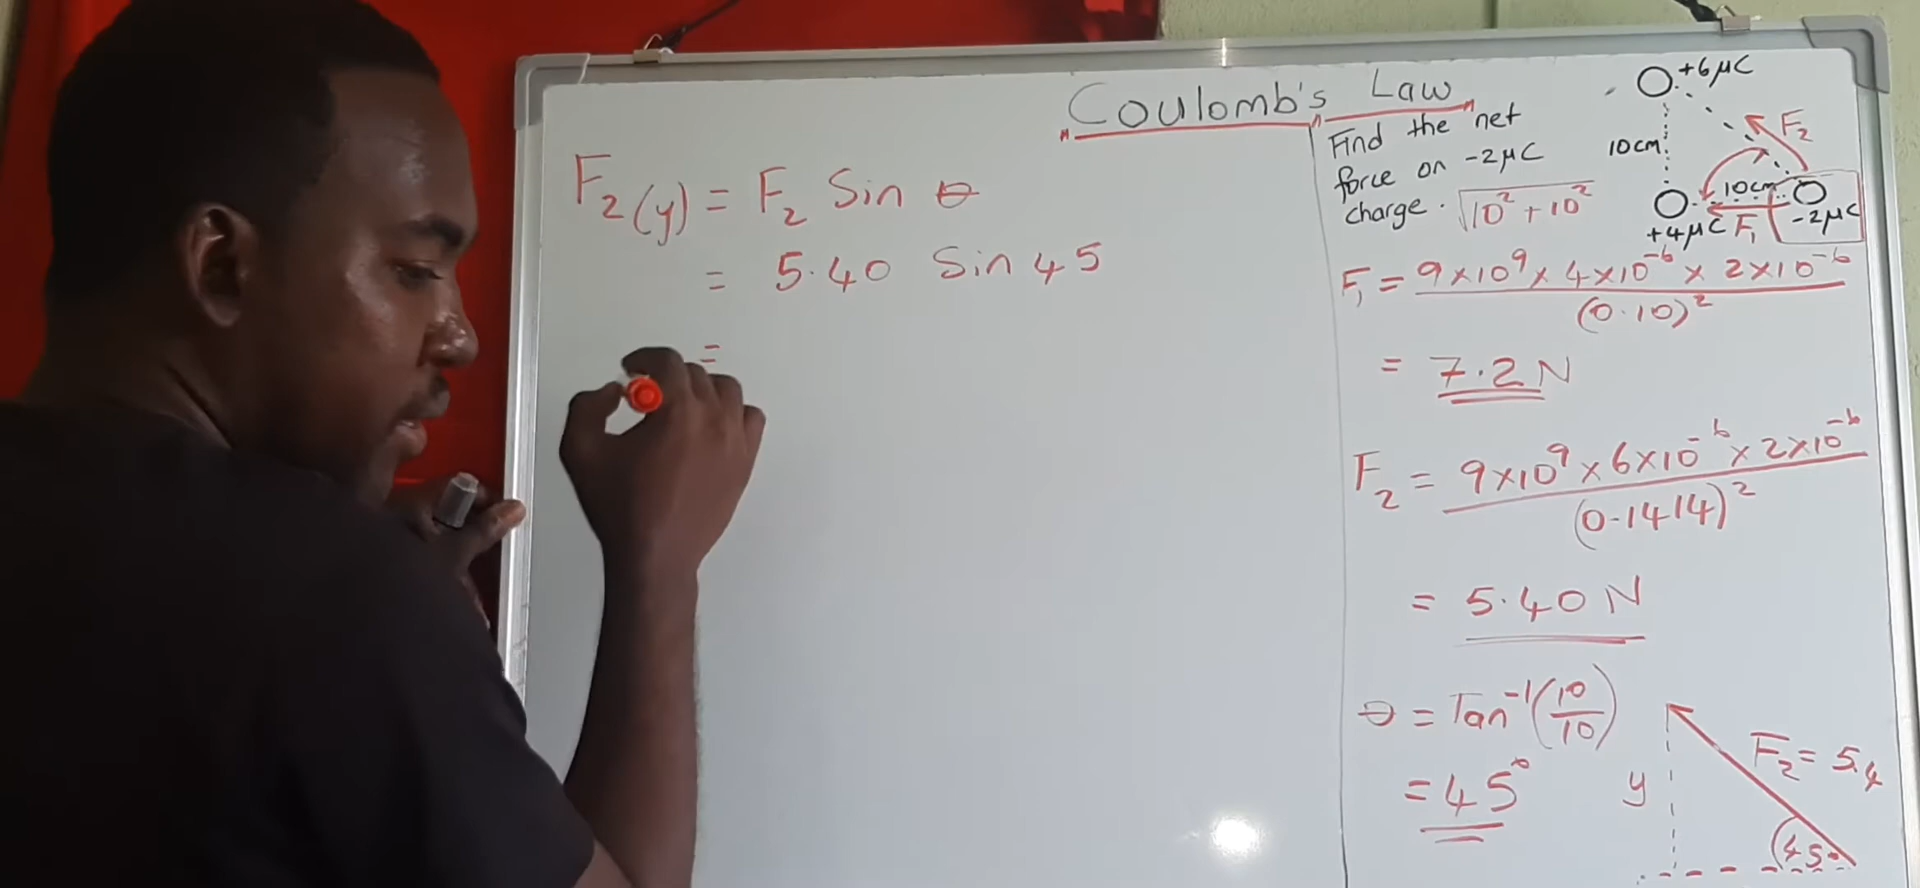 Coulomb's Law
F₂(y) = F₂ Sin θ
= 5.40 Sin 45
=
Find the net
force on -2μC
charge. √10² + 10²
+6μC
F₂
10cm
10cm
+4μC
F₁
-2μC
F₁ = 9×10⁹ × 4×10⁻⁶ × 2×10⁻⁶
(0.10)²
= 7.2N
F₂ = 9×10⁹ × 6×10⁻⁶ × 2×10⁻⁶
(0.1414)²
= 5.40 N
θ = Tan⁻¹(10/10)
= 45°
F₂ = 5.4
y
45°